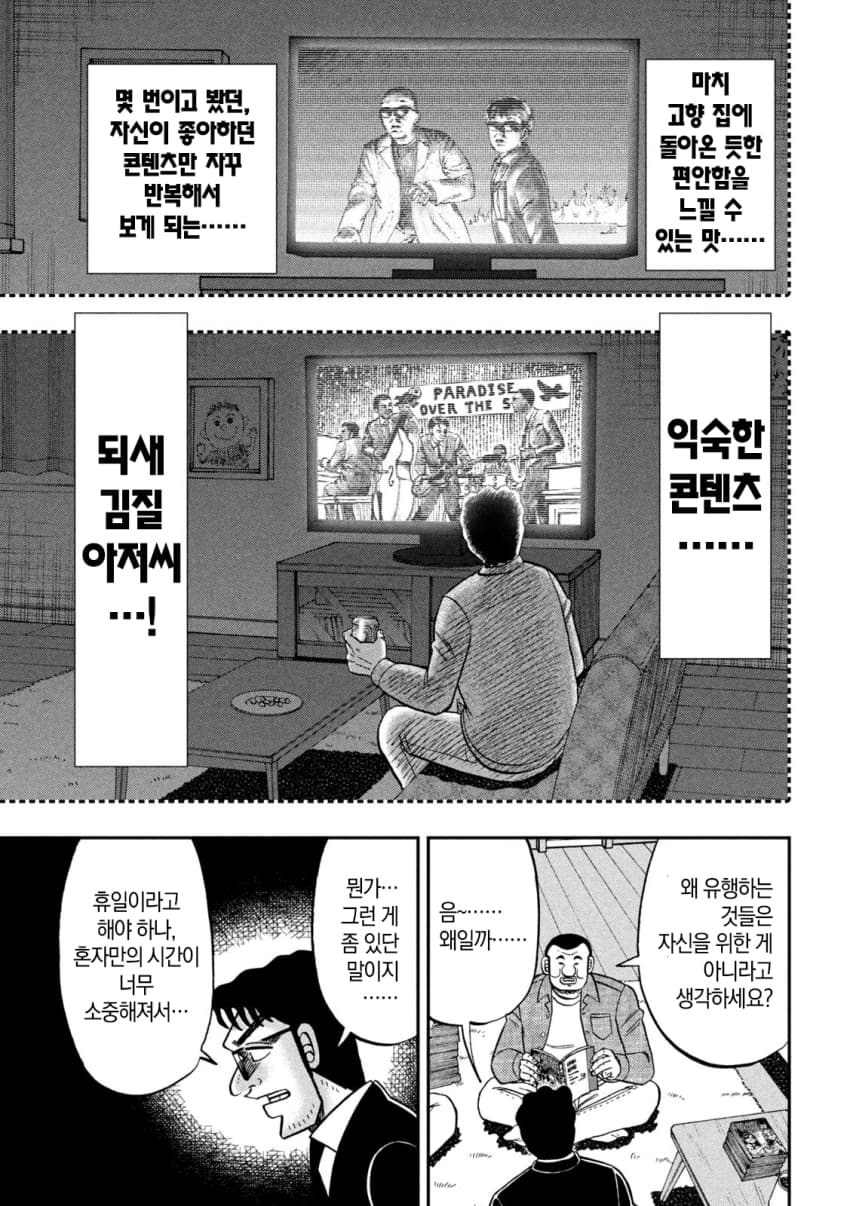 마치
고향 집에
돌아온 듯한
편안함을
느낄 수
있는 맛……
몇 번이고 봤던,
자신이 좋아하던
콘텐츠만 자꾸
반복해서
보게 되는……
익숙한
콘텐츠
……
PARADISE
OVER THE S
되새
김질
아저씨
…!
왜 유행하는
것들은
자신을 위한 게
아니라고
생각하세요?
음~……
왜일까……
뭔가…
그런 게
좀 있단
말이지
……
휴일이라고
해야 하나,
혼자만의 시간이
너무
소중해져서…